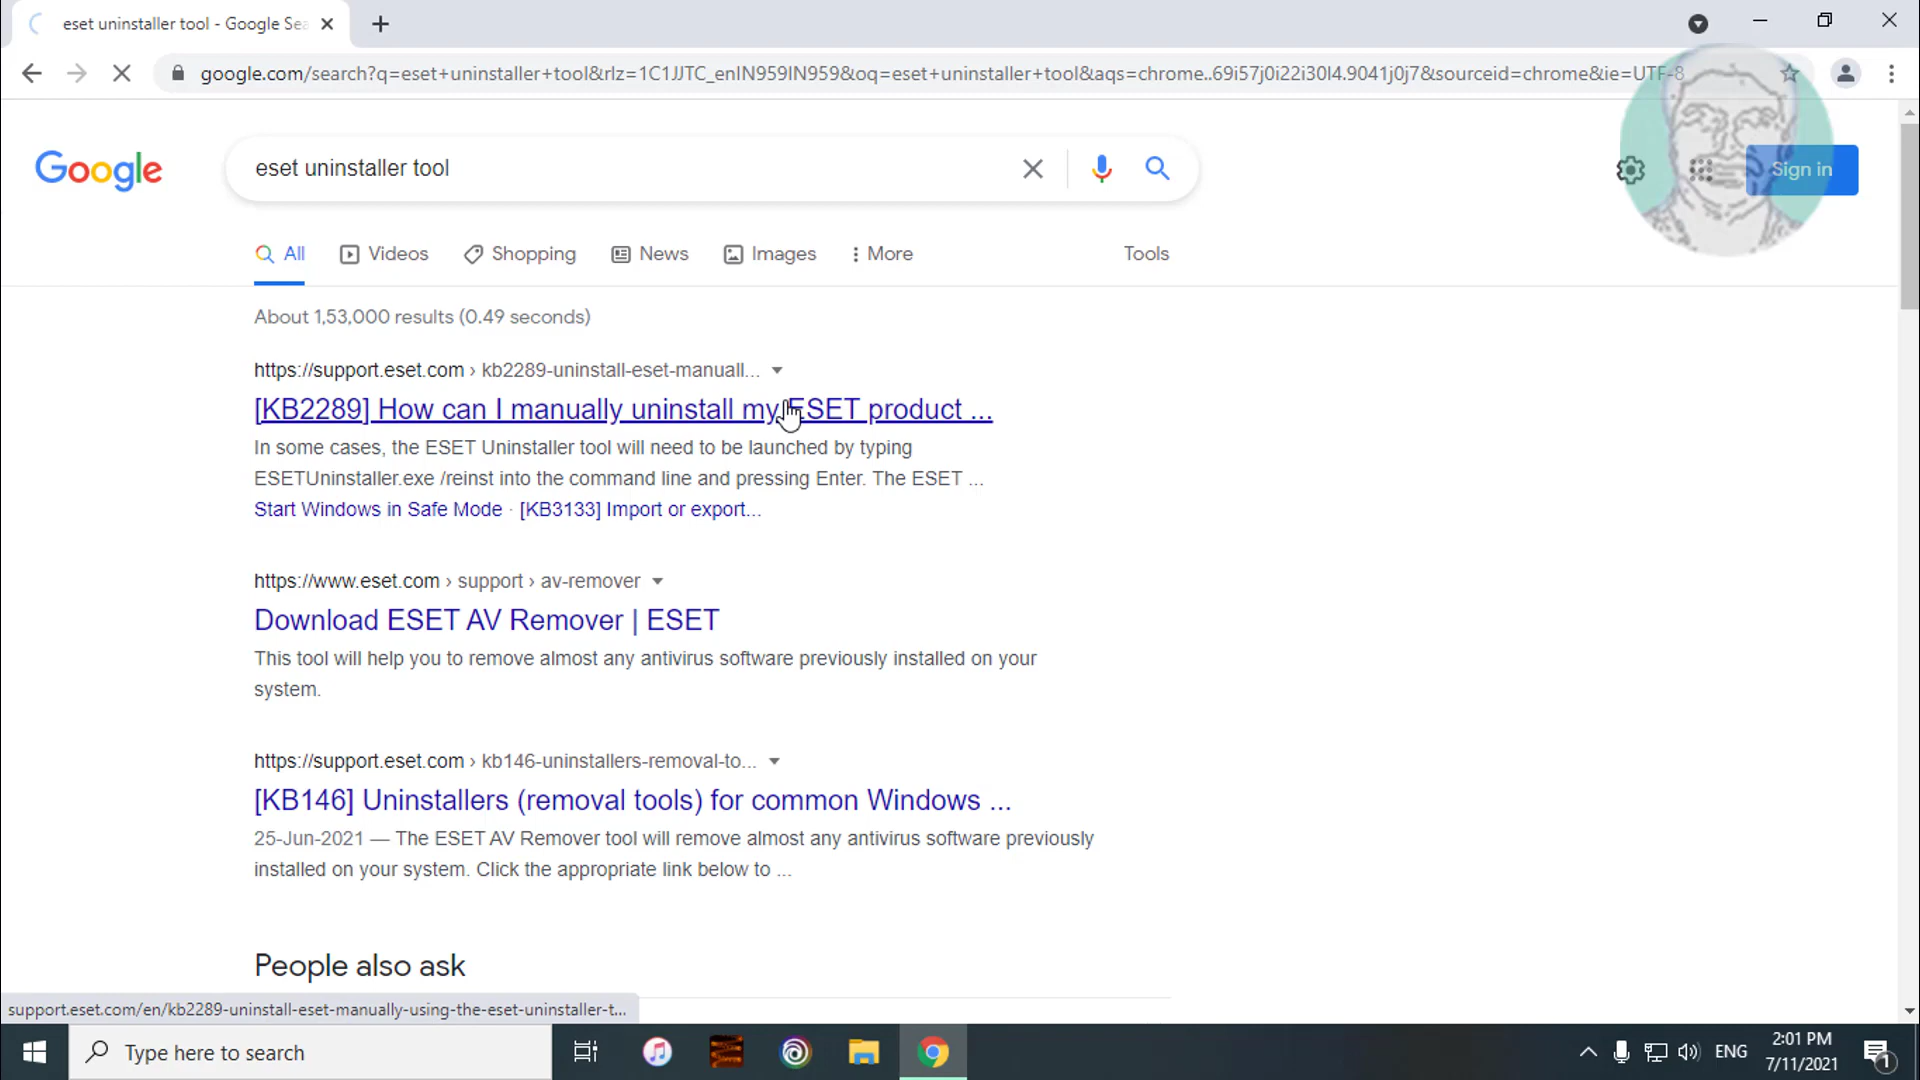 eset uninstaller tool - Google Sea
google.com/search?q=eset+uninstaller+tool&rlz=1C1JJTC_enIN959IN959&oq=eset+uninstaller+tool&aqs=chrome..69i57j0i22i30l4.9041j0j7&sourceid=chrome&ie=UTF-8
Google
eset uninstaller tool
Sign in
All
Videos
Shopping
News
Images
More
Tools
About 1,53,000 results (0.49 seconds)
https://support.eset.com › kb2289-uninstall-eset-manuall...
[KB2289] How can I manually uninstall my ESET product ...
In some cases, the ESET Uninstaller tool will need to be launched by typing
ESETUninstaller.exe /reinst into the command line and pressing Enter. The ESET ...
Start Windows in Safe Mode · [KB3133] Import or export...
https://www.eset.com › support › av-remover
Download ESET AV Remover | ESET
This tool will help you to remove almost any antivirus software previously installed on your
system.
https://support.eset.com › kb146-uninstallers-removal-to...
[KB146] Uninstallers (removal tools) for common Windows ...
25-Jun-2021 — The ESET AV Remover tool will remove almost any antivirus software previously
installed on your system. Click the appropriate link below to ...
People also ask
support.eset.com/en/kb2289-uninstall-eset-manually-using-the-eset-uninstaller-t...
Type here to search
ENG
2:01 PM
7/11/2021
1